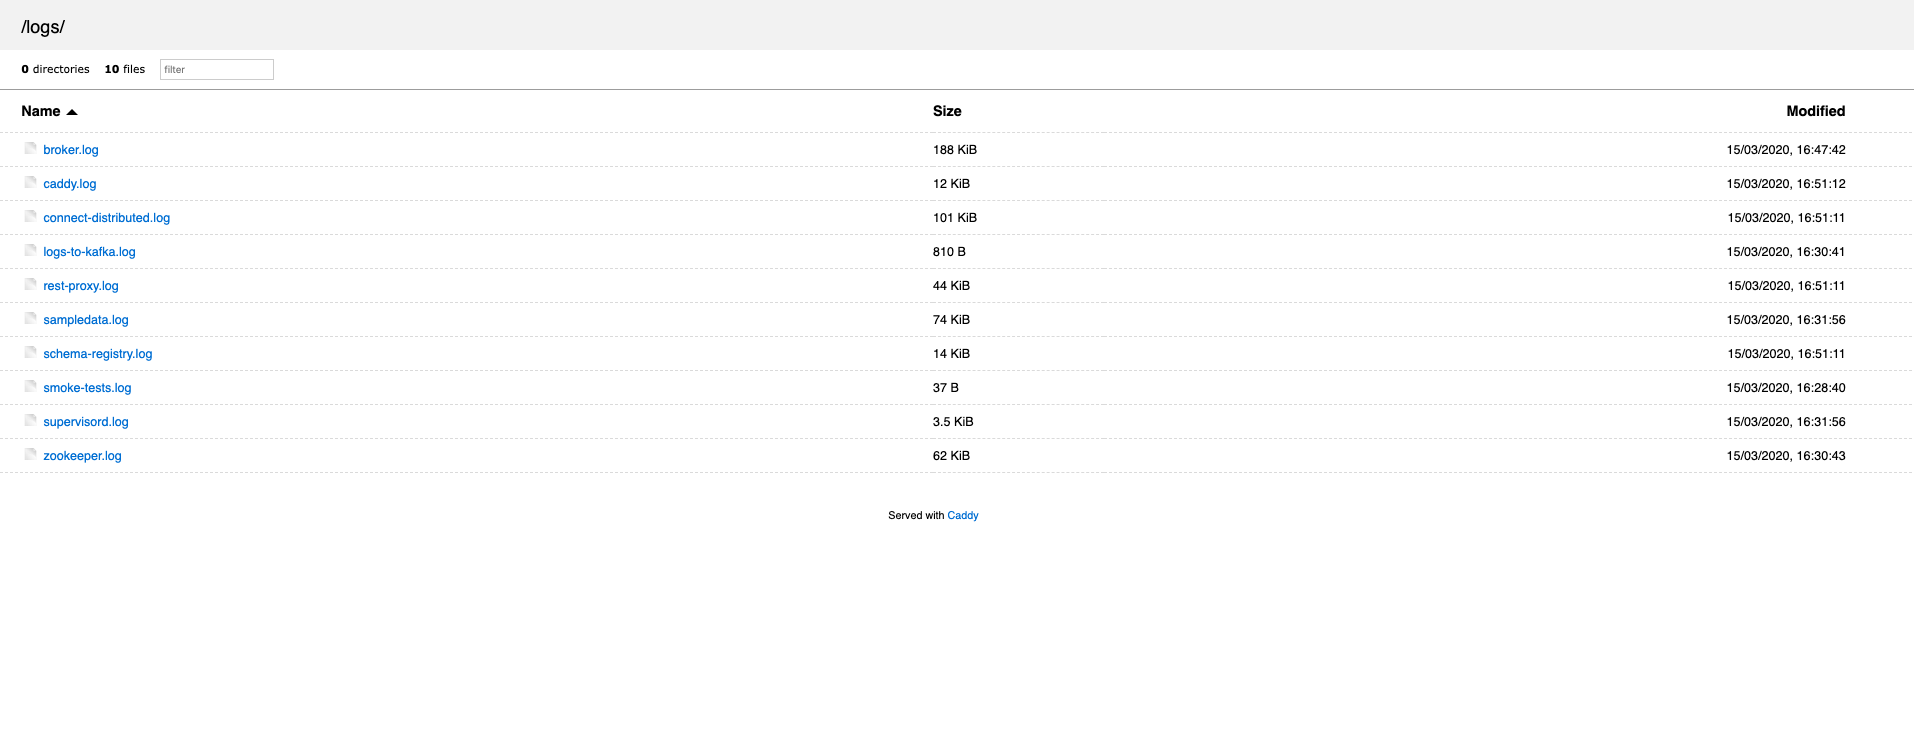 /logs/
0 directories 10 files filter
Name Size Modified
broker.log 188 KiB 15/03/2020, 16:47:42
caddy.log 12 KiB 15/03/2020, 16:51:12
connect-distributed.log 101 KiB 15/03/2020, 16:51:11
logs-to-kafka.log 810 B 15/03/2020, 16:30:41
rest-proxy.log 44 KiB 15/03/2020, 16:51:11
sampledata.log 74 KiB 15/03/2020, 16:31:56
schema-registry.log 14 KiB 15/03/2020, 16:51:11
smoke-tests.log 37 B 15/03/2020, 16:28:40
supervisord.log 3.5 KiB 15/03/2020, 16:31:56
zookeeper.log 62 KiB 15/03/2020, 16:30:43
Served with Caddy